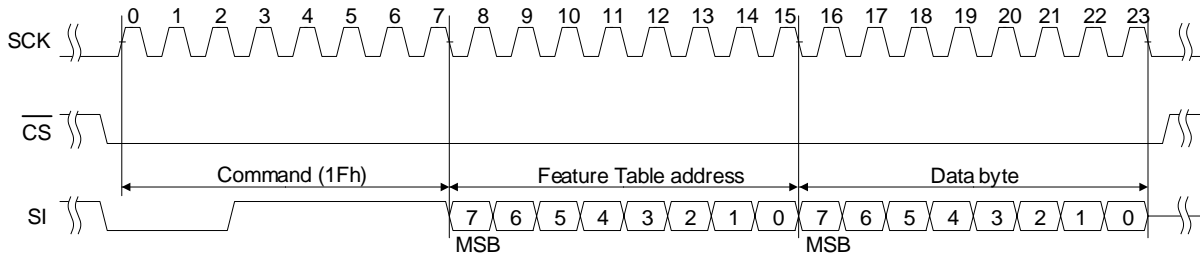 0 1 2 3 4 5 6 7 8 9 10 11 12 13 14 15 16 17 18 19 20 21 22 23
SCK
CS
Command (1Fh) Feature Table address Data byte
SI 7 6 5 4 3 2 1 0 7 6 5 4 3 2 1 0
MSB MSB